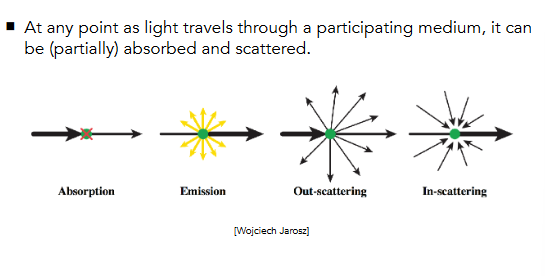 At any point as light travels through a participating medium, it can
be (partially) absorbed and scattered.
Absorption
Emission
Out-scattering
In-scattering
[Wojciech Jarosz]